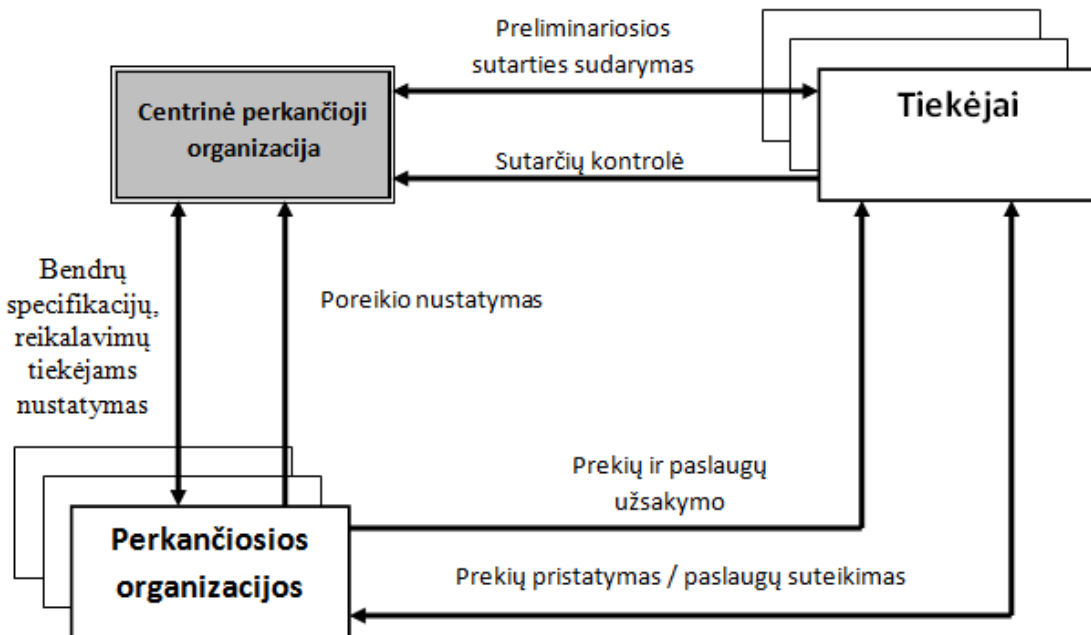 Preliminariosios
sutarties sudarymas
Centrinė perkančioji
organizacija
Tiekėjai
Sutarčių kontrolė
Bendrų
specifikacijų,
reikalavimų
tiekėjams
nustatymas
Poreikio nustatymas
Prekių ir paslaugų
užsakymo
Perkančiosios
organizacijos
Prekių pristatymas / paslaugų suteikimas